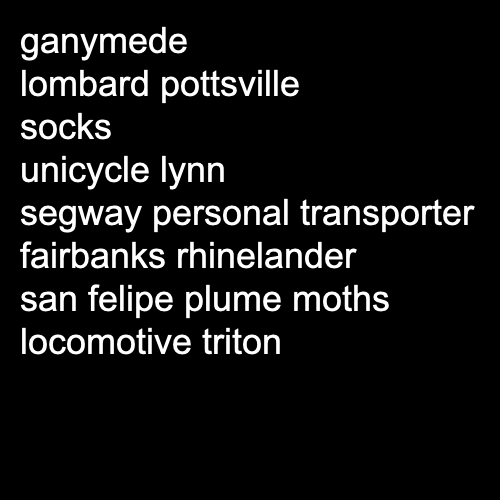 ganymede
lombard pottsville
socks
unicycle lynn
segway personal transporter
fairbanks rhinelander
san felipe plume moths
locomotive triton